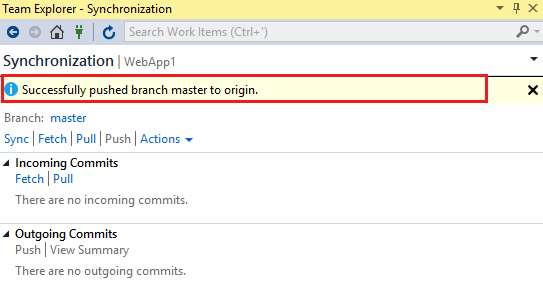 Team Explorer - Synchronization
Search Work Items (Ctrl+')
Synchronization | WebApp1
Successfully pushed branch master to origin.
Branch: master
Sync | Fetch | Pull | Push | Actions
Incoming Commits
Fetch | Pull
There are no incoming commits.
Outgoing Commits
Push | View Summary
There are no outgoing commits.